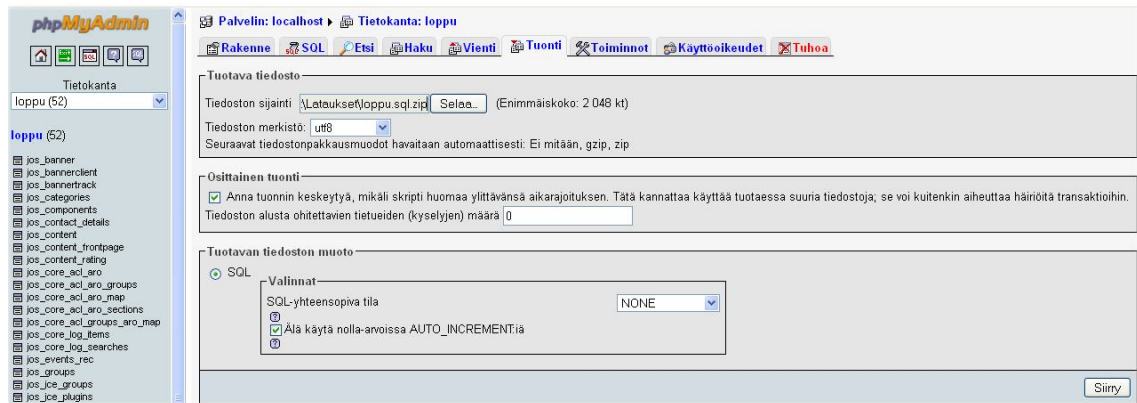 phpMyAdmin
Tietokanta
loppu (52)
loppu (52)
jos_banner
jos_bannerclient
jos_bannertrack
jos_categories
jos_components
jos_contact_details
jos_content
jos_content_frontpage
jos_content_rating
jos_core_acl_aro
jos_core_acl_aro_groups
jos_core_acl_aro_map
jos_core_acl_aro_sections
jos_core_acl_groups_aro_map
jos_core_log_items
jos_core_log_searches
jos_events_rec
jos_groups
jos_jce_groups
jos_jce_plugins
Palvelin: localhost ▸ Tietokanta: loppu
Rakenne SQL Etsi Haku Vienti Tuonti Toiminnot Käyttöoikeudet Tuhoa
Tuotava tiedosto
Tiedoston sijainti \Lataukset\loppu.sql.zip Selaa... (Enimmäiskoko: 2 048 kt)
Tiedoston merkistö: utf8
Seuraavat tiedostonpakkausmuodot havaitaan automaattisesti: Ei mitään, gzip, zip
Osittainen tuonti
Anna tuonnin keskeytyä, mikäli skripti huomaa ylittävänsä aikarajoituksen. Tätä kannattaa käyttää tuotaessa suuria tiedostoja; se voi kuitenkin aiheuttaa häiriöitä transaktioihin.
Tiedoston alusta ohitettavien tietueiden (kyselyjen) määrä 0
Tuotavan tiedoston muoto
SQL
Valinnat
SQL-yhteensopiva tila NONE
Älä käytä nolla-arvoissa AUTO_INCREMENT:iä
Siirry